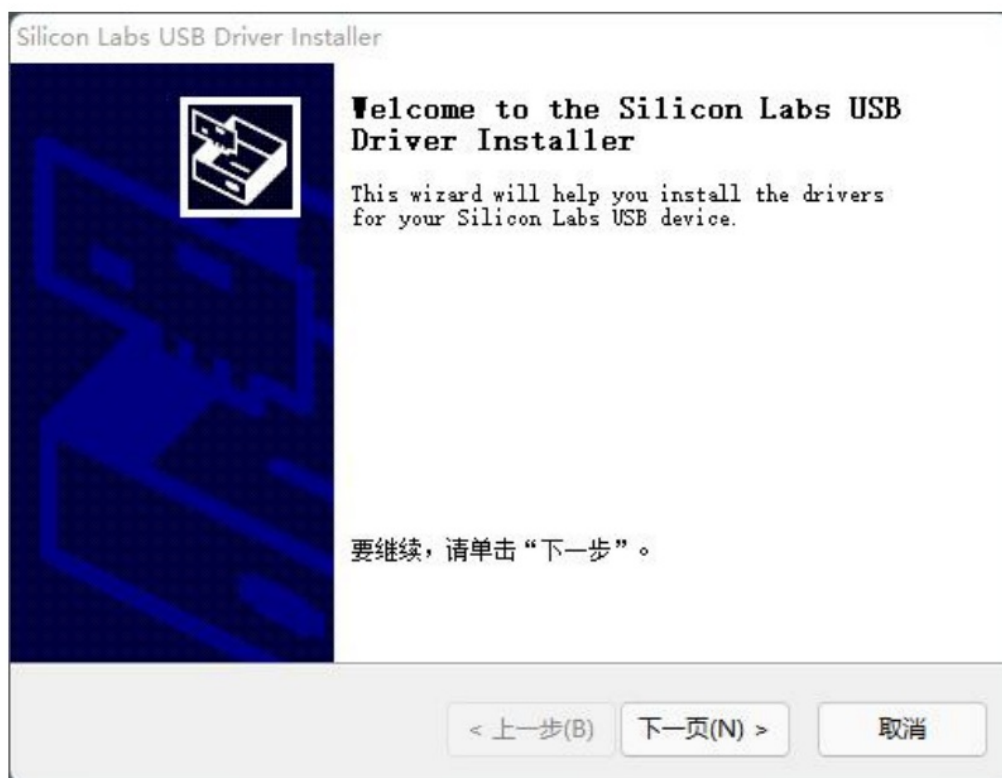 Silicon Labs USB Driver Installer
Welcome to the Silicon Labs USB
Driver Installer
This wizard will help you install the drivers
for your Silicon Labs USB device.
要继续，请单击“下一步”。
< 上一步(B)
下一页(N) >
取消